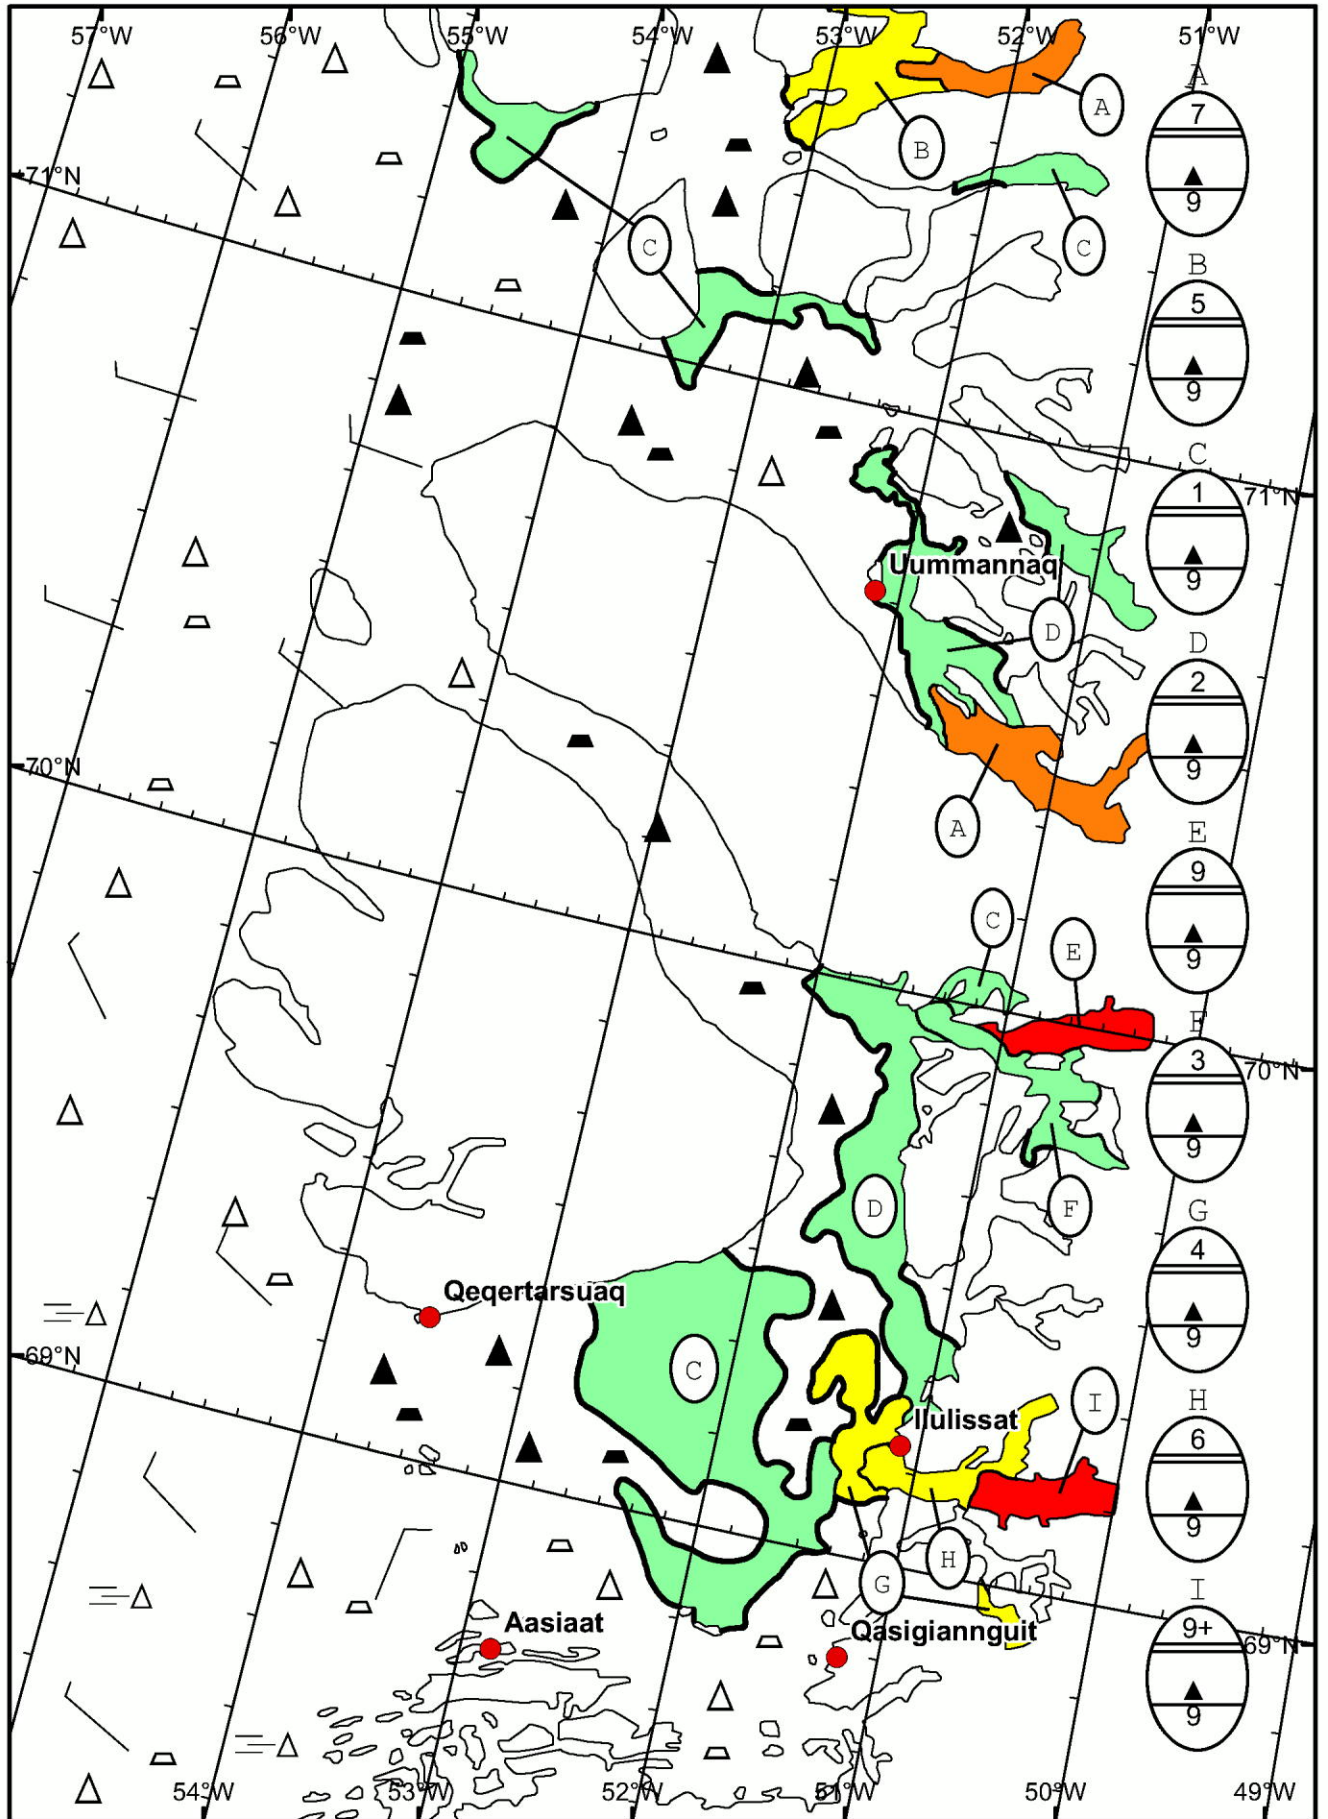 57°W 56°W 55°W 54°W 53°W 52°W 51°W
A
7
9
A
B
71°N
C
C
B
5
9
C
1
71°N
9
Uummannaq
D
D
2
9
70°N
A
E
9
9
C
E
F
3
70°N
9
D
F
G
4
9
Qeqertarsuaq
69°N
C
I
H
6
9
Ilulissat
H
G
I
9+
69°N
9
Aasiaat
Qasigiannguit
54°W 53°W 52°W 51°W 50°W 49°W